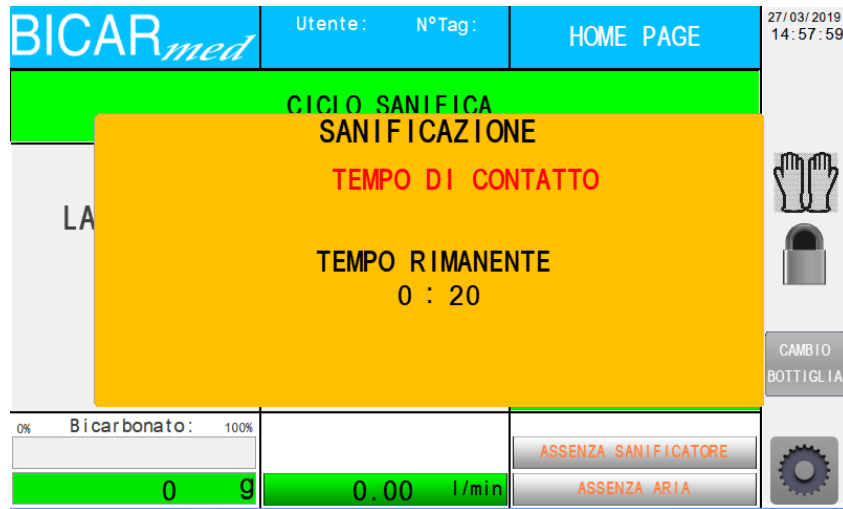 BICARmed
Utente: N°Tag:
HOME PAGE
27/03/2019
14:57:59
CICLO SANIFICA
SANIFICAZIONE
TEMPO DI CONTATTO
LA
TEMPO RIMANENTE
0 : 20
CAMBIO
BOTTIGLIA
0% Bicarbonato: 100%
ASSENZA SANIFICATORE
0 g
0.00 l/min
ASSENZA ARIA